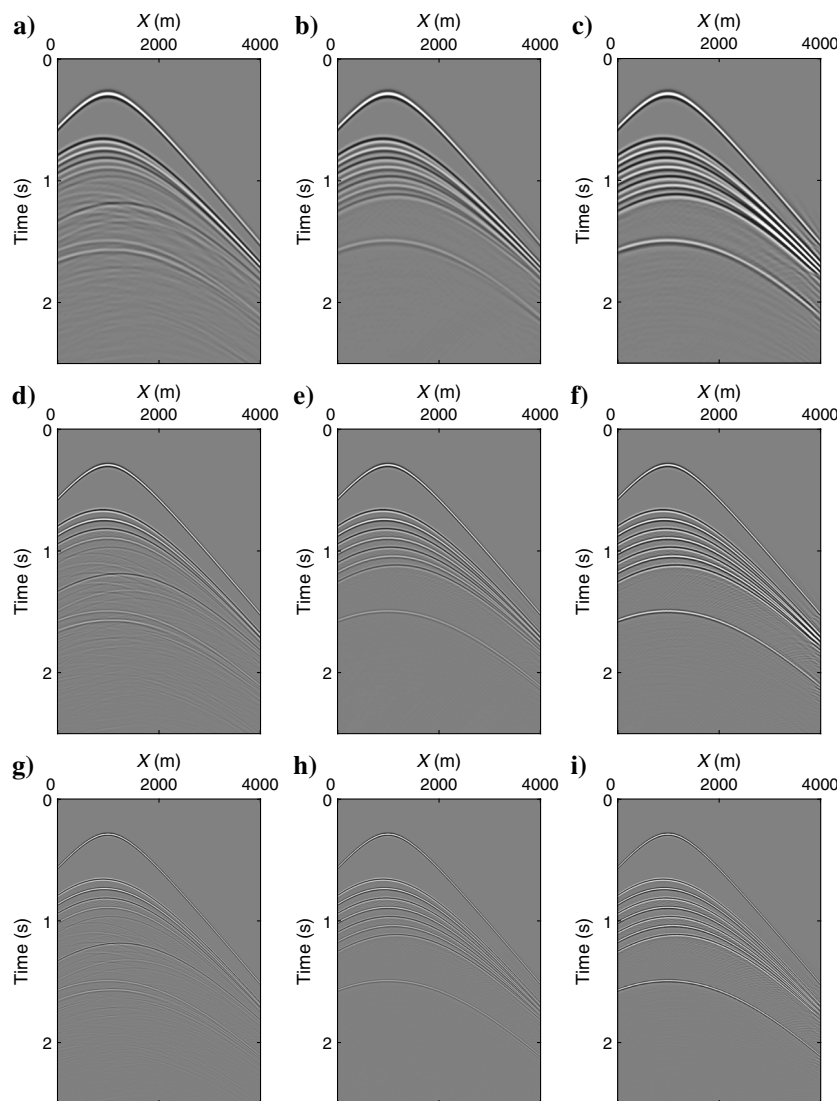 a) X (m) b) X (m) c) X (m)
0 2000 4000 0 2000 4000 0 2000 4000
0 0 0
Time (s) Time (s) Time (s)
1 1 1
2 2 2
d) X (m) e) X (m) f) X (m)
0 2000 4000 0 2000 4000 0 2000 4000
0 0 0
Time (s) Time (s) Time (s)
1 1 1
2 2 2
g) X (m) h) X (m) i) X (m)
0 2000 4000 0 2000 4000 0 2000 4000
0 0 0
Time (s) Time (s) Time (s)
1 1 1
2 2 2